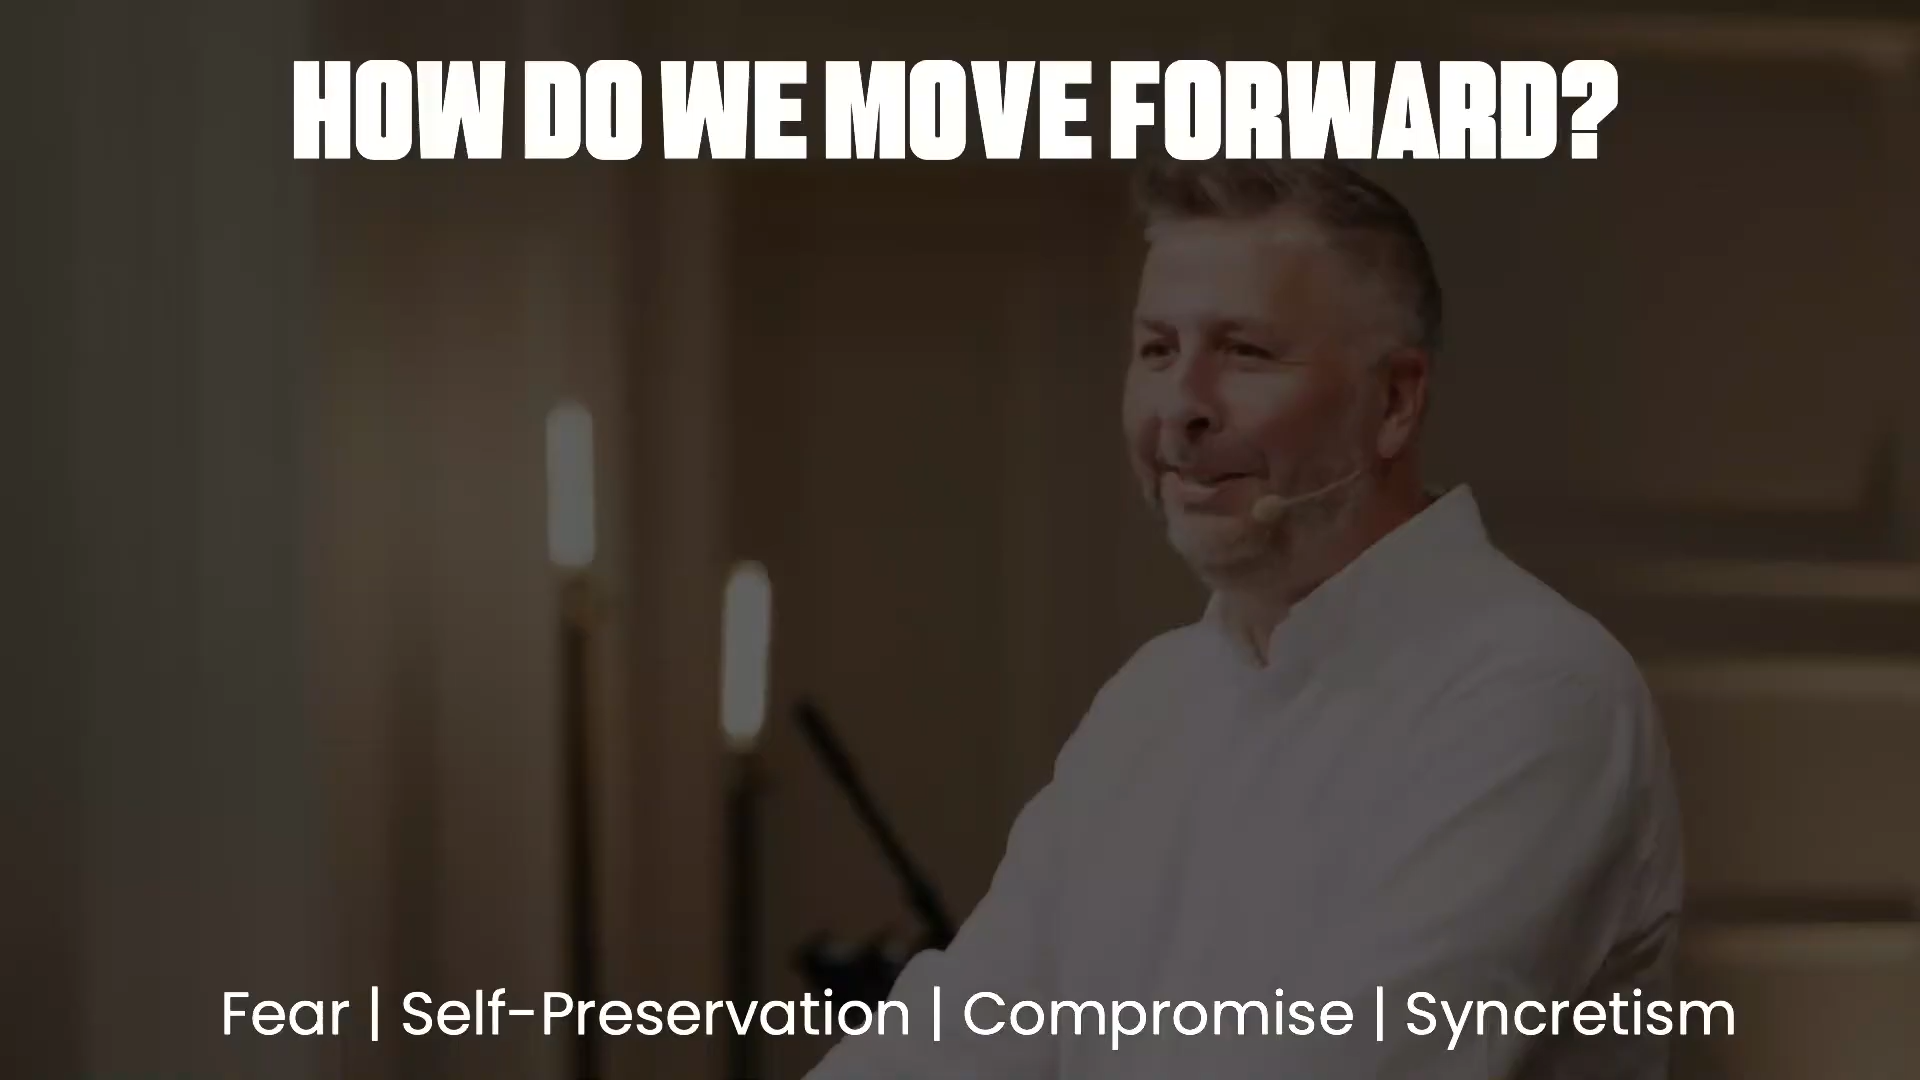 HOW DO WE MOVE FORWARD?
Fear | Self-Preservation | Compromise | Syncretism